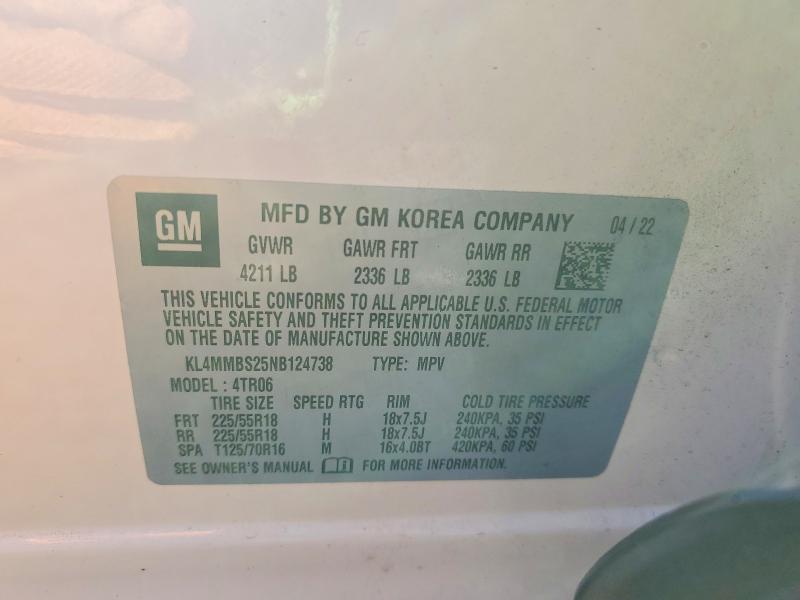 GM
MFD BY GM KOREA COMPANY 04 / 22
GVWR GAWR FRT GAWR RR
4211 LB 2336 LB 2336 LB
THIS VEHICLE CONFORMS TO ALL APPLICABLE U.S. FEDERAL MOTOR
VEHICLE SAFETY AND THEFT PREVENTION STANDARDS IN EFFECT
ON THE DATE OF MANUFACTURE SHOWN ABOVE.
KL4MMBS25NB124738 TYPE: MPV
MODEL : 4TR06
TIRE SIZE SPEED RTG RIM COLD TIRE PRESSURE
FRT 225/55R18 H 18x7.5J 240KPA, 35 PSI
RR 225/55R18 H 18x7.5J 240KPA, 35 PSI
SPA T125/70R16 M 16x4.0BT 420KPA, 60 PSI
SEE OWNER'S MANUAL FOR MORE INFORMATION.